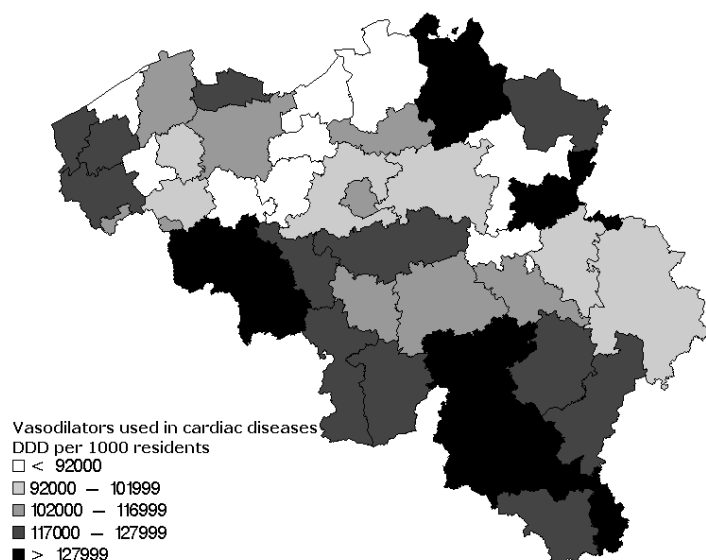 Vasodilators used in cardiac diseases
DDD per 1000 residents
< 92000
92000 – 101999
102000 – 116999
117000 – 127999
> 127999